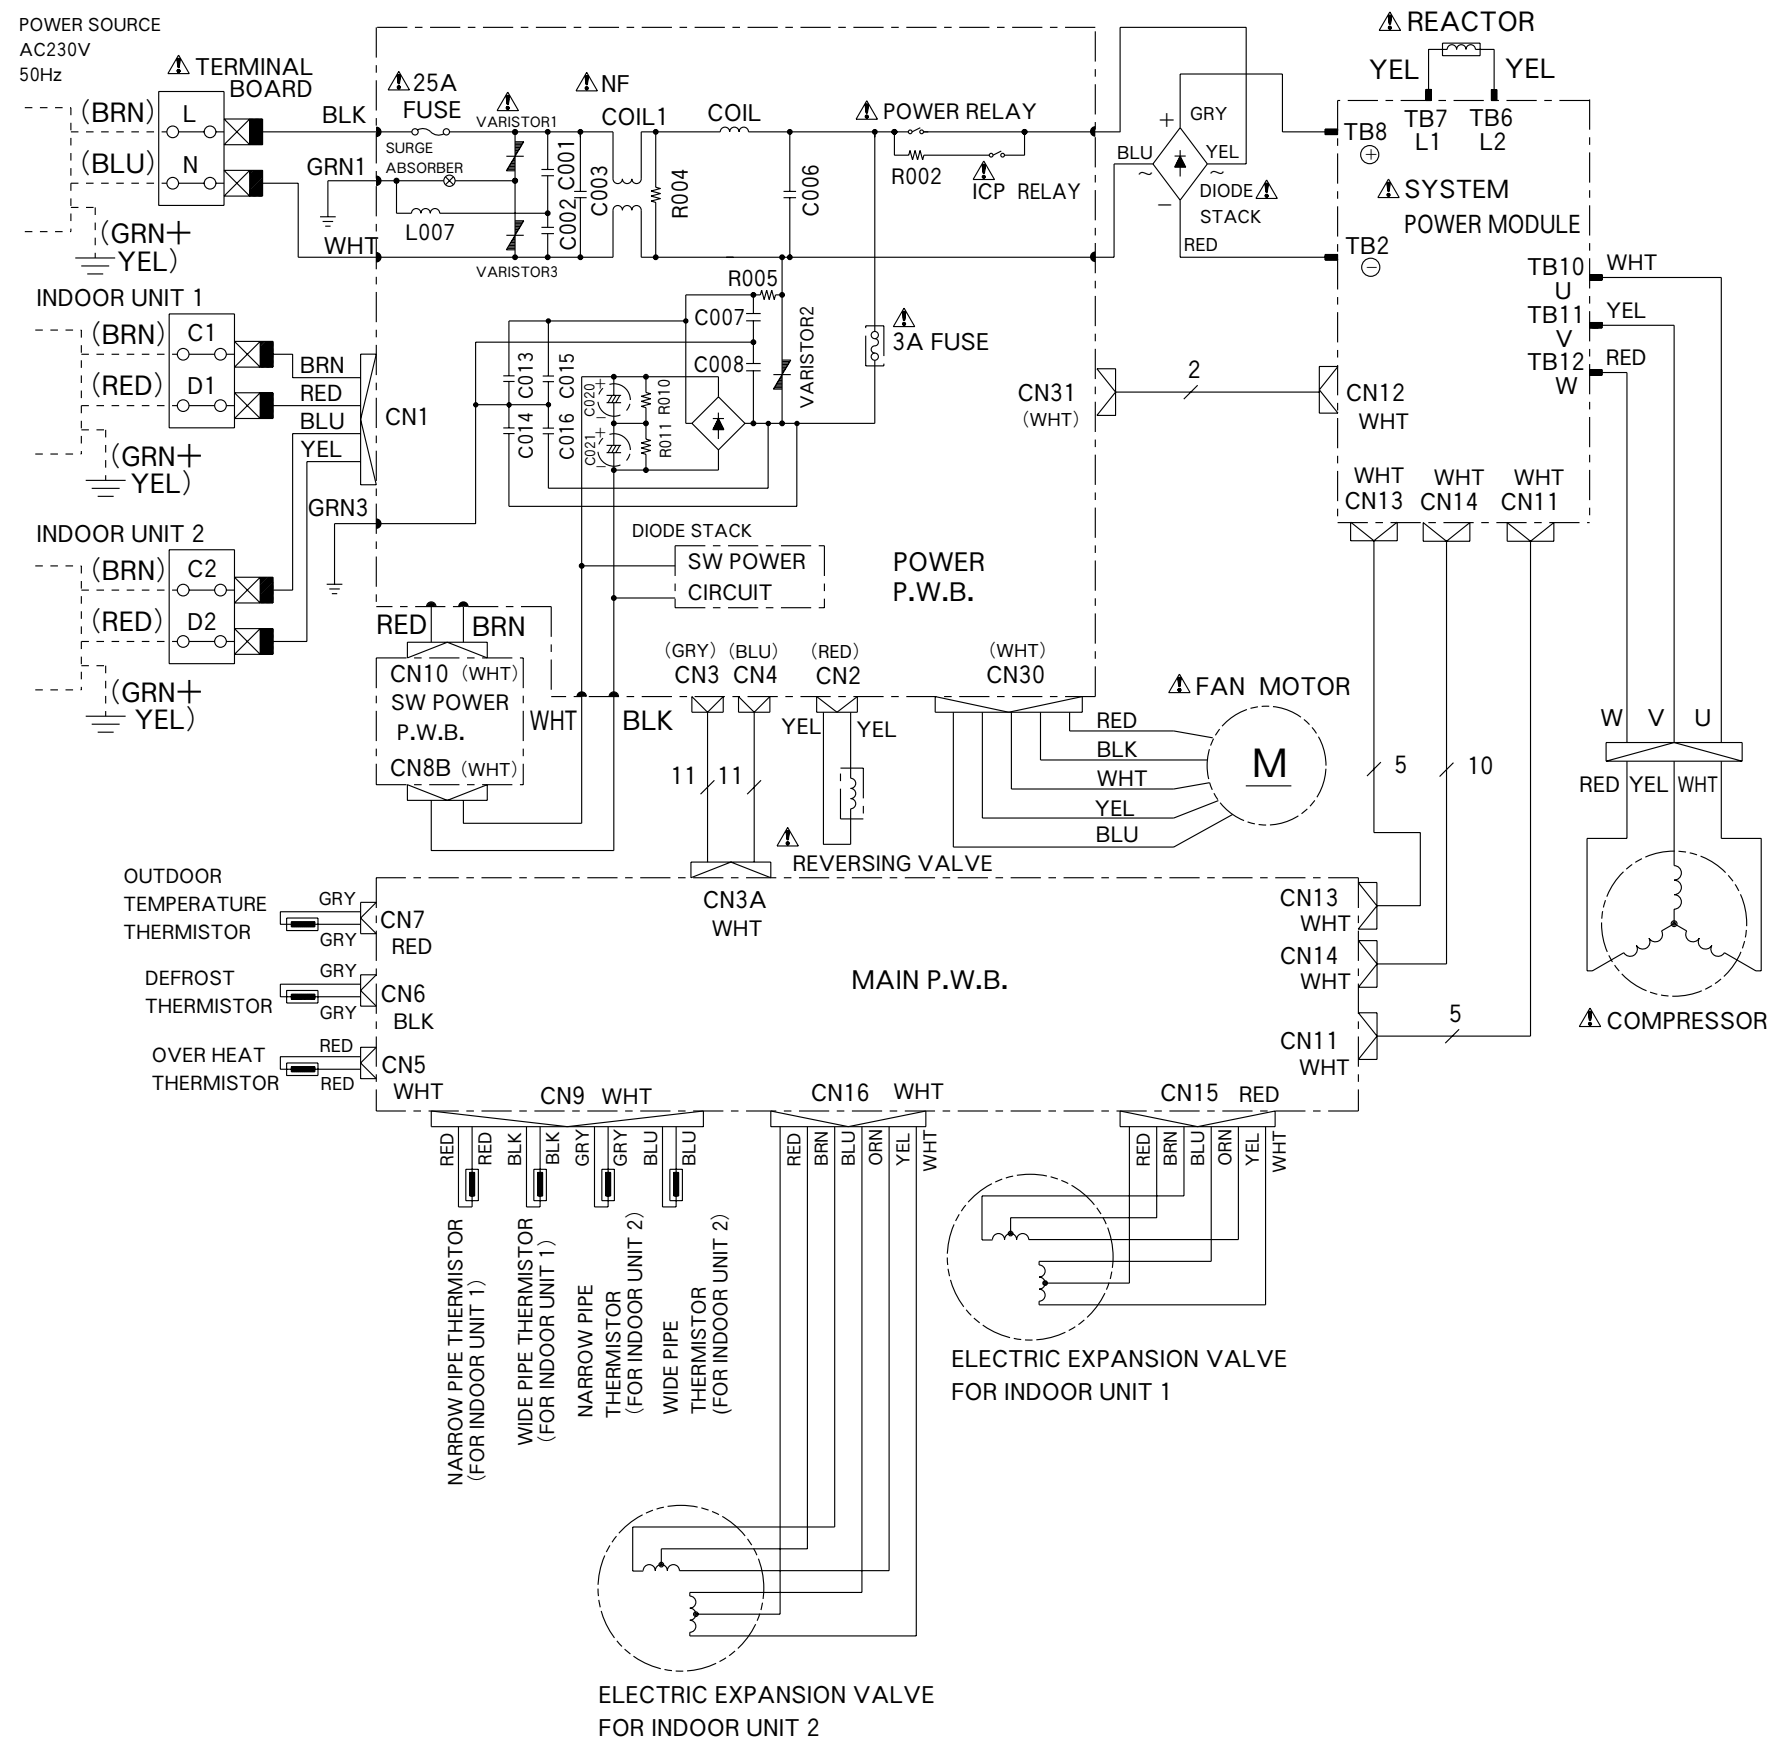 POWER SOURCE
AC230V
50Hz
TERMINAL
BOARD
(BRN)
L
(BLU)
N
(GRN+
YEL)
BLK
GRN1
WHT
25A
FUSE
VARISTOR1
SURGE
ABSORBER
L007
VARISTOR3
C001
C002
C003
NF
COIL1
R004
COIL
C006
POWER RELAY
R002
ICP RELAY
BLU
~
+
GRY
YEL
~
−
DIODE
STACK
RED
REACTOR
YEL
YEL
TB8
+
TB7
L1
TB6
L2
SYSTEM
POWER MODULE
TB2
−
TB10
U
WHT
TB11
V
YEL
TB12
W
RED
INDOOR UNIT 1
(BRN)
C1
(RED)
D1
(GRN+
YEL)
BRN
RED
BLU
YEL
CN1
GRN3
INDOOR UNIT 2
(BRN)
C2
(RED)
D2
(GRN+
YEL)
R005
C007
C008
VARISTOR2
3A FUSE
C013
C015
C014
C016
C020
+
−
C021
+
−
R010
R011
DIODE STACK
SW POWER
CIRCUIT
POWER
P.W.B.
CN31
(WHT)
2
CN12
WHT
WHT
CN13
WHT
CN14
WHT
CN11
RED
BRN
CN10 (WHT)
SW POWER
P.W.B.
CN8B (WHT)
WHT
BLK
(GRY)
CN3
(BLU)
CN4
(RED)
CN2
(WHT)
CN30
11
11
YEL
YEL
REVERSING VALVE
RED
BLK
WHT
YEL
BLU
FAN MOTOR
M
5
10
W
V
U
RED
YEL
WHT
COMPRESSOR
OUTDOOR
TEMPERATURE
THERMISTOR
GRY
GRY
CN7
RED
DEFROST
THERMISTOR
GRY
GRY
CN6
BLK
OVER HEAT
THERMISTOR
RED
RED
CN5
WHT
CN3A
WHT
MAIN P.W.B.
CN13
WHT
CN14
WHT
CN11
WHT
5
CN9 WHT
CN16 WHT
CN15 RED
RED
RED
BLK
BLK
GRY
GRY
BLU
BLU
NARROW PIPE THERMISTOR
(FOR INDOOR UNIT 1)
WIDE PIPE THERMISTOR
(FOR INDOOR UNIT 1)
NARROW PIPE
THERMISTOR
(FOR INDOOR UNIT 2)
WIDE PIPE
THERMISTOR
(FOR INDOOR UNIT 2)
RED
BRN
BLU
ORN
YEL
WHT
RED
BRN
BLU
ORN
YEL
WHT
ELECTRIC EXPANSION VALVE
FOR INDOOR UNIT 1
ELECTRIC EXPANSION VALVE
FOR INDOOR UNIT 2